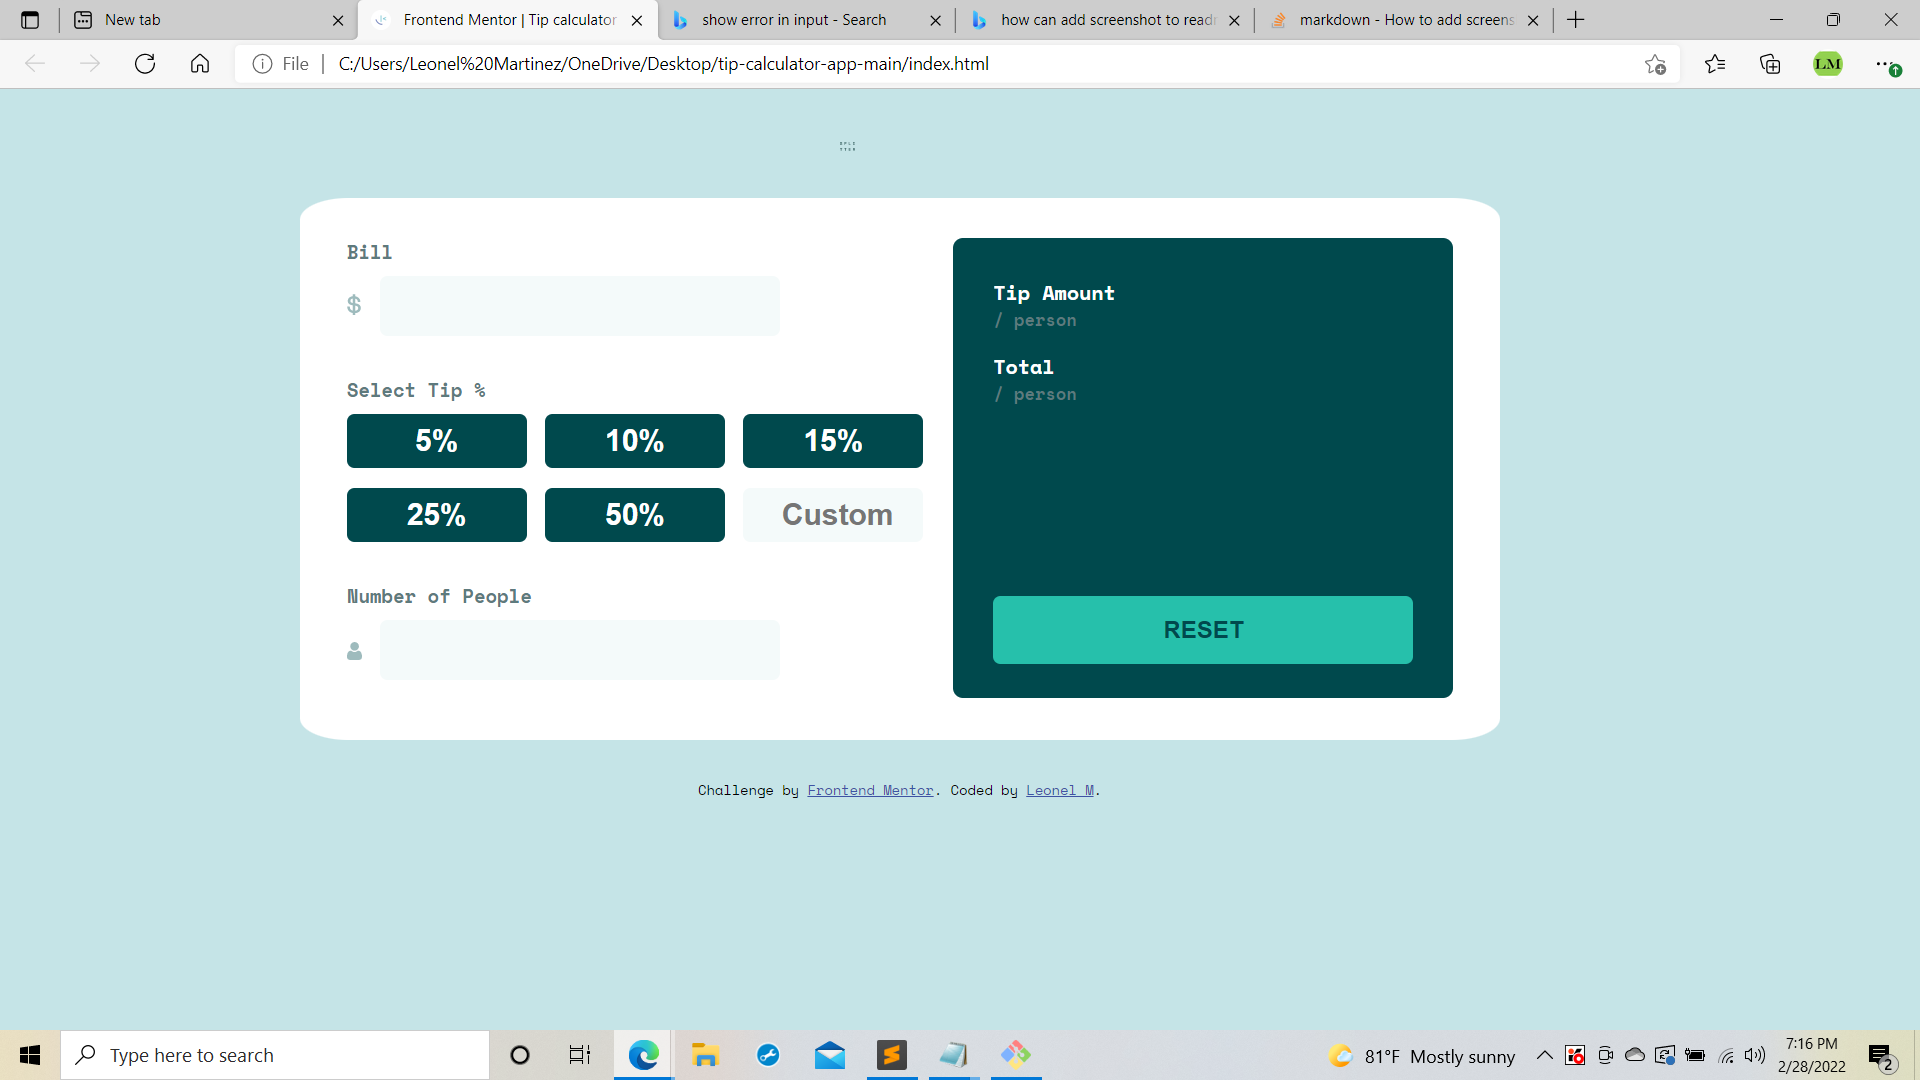 New tab
Frontend Mentor | Tip calculator
show error in input - Search
how can add screenshot to read
markdown - How to add screens
File
C:/Users/Leonel%20Martinez/OneDrive/Desktop/tip-calculator-app-main/index.html
LM
SPLI
TTER
Bill
$
Select Tip %
5%
10%
15%
25%
50%
Custom
Number of People
Tip Amount
/ person
Total
/ person
RESET
Challenge by Frontend Mentor. Coded by Leonel M.
Type here to search
81°F Mostly sunny
7:16 PM
2/28/2022
2